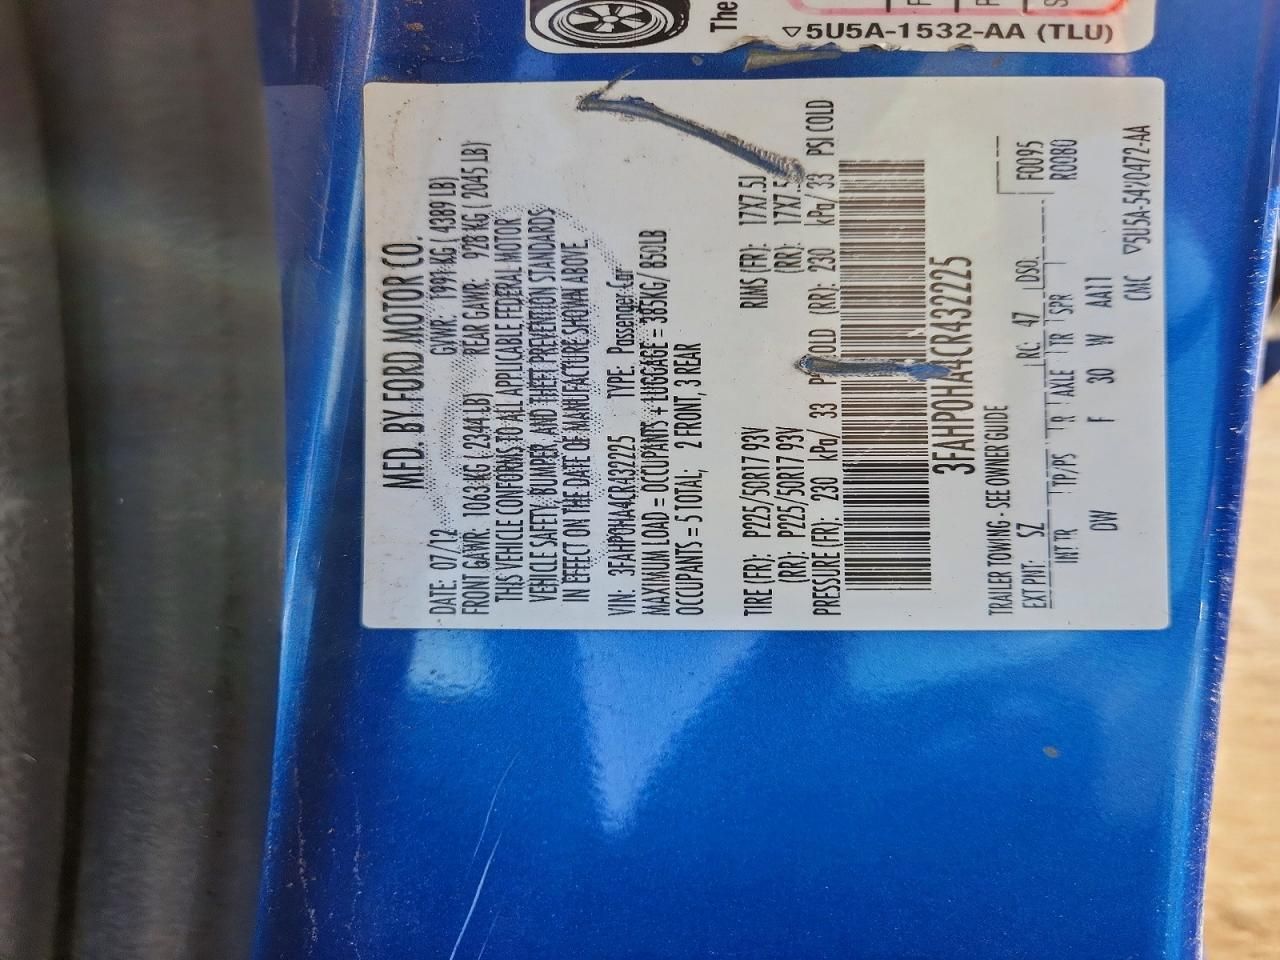 The
▽5U5A-1532-AA (TLU)
MFD. BY FORD MOTOR CO.
DATE: 07/12 GVWR: 1991 KG ( 4389 LB)
FRONT GAWR: 1063 KG ( 2344 LB) REAR GAWR: 928 KG ( 2045 LB)
THIS VEHICLE CONFORMS TO ALL APPLICABLE FEDERAL MOTOR
VEHICLE SAFETY, BUMPER, AND THEFT PREVENTION STANDARDS
IN EFFECT ON THE DATE OF MANUFACTURE SHOWN ABOVE.
VIN: 3FAHP0HA4CR432225 TYPE: Passenger Car
MAXIMUM LOAD = OCCUPANTS + LUGGAGE = 385KG/ 850LB
OCCUPANTS = 5 TOTAL; 2 FRONT, 3 REAR
TIRE (FR): P225/50R17 93V RIMS (FR): 17X7.5J
(RR): P225/50R17 93V (RR): 17X7.5
PRESSURE (FR): 230 kPa/ 33 P OLD (RR): 230 kPa/ 33 PSI COLD
3FAHP0HA4CR432225
TRAILER TOWING - SEE OWNER GUIDE
EXT PNT: SZ RC: 47 DSO: F0095
INT TR TP/PS R AXLE TR SPR R0080
DW F 30 W AA11
CMC ▽5U5A-5420472-AA